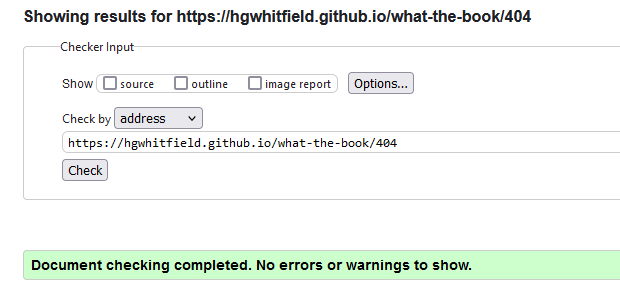 Showing results for https://hgwhitfield.github.io/what-the-book/404
Checker Input
Show source outline image report Options...
Check by address
https://hgwhitfield.github.io/what-the-book/404
Check
Document checking completed. No errors or warnings to show.